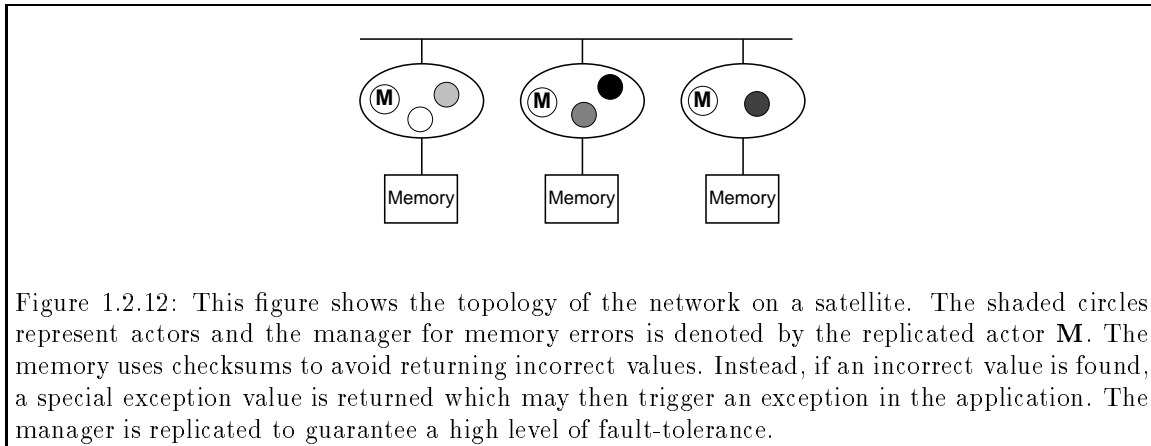 M M M
Memory Memory Memory
Figure 1.2.12: This figure shows the topology of the network on a satellite. The shaded circles
represent actors and the manager for memory errors is denoted by the replicated actor M. The
memory uses checksums to avoid returning incorrect values. Instead, if an incorrect value is found,
a special exception value is returned which may then trigger an exception in the application. The
manager is replicated to guarantee a high level of fault-tolerance.